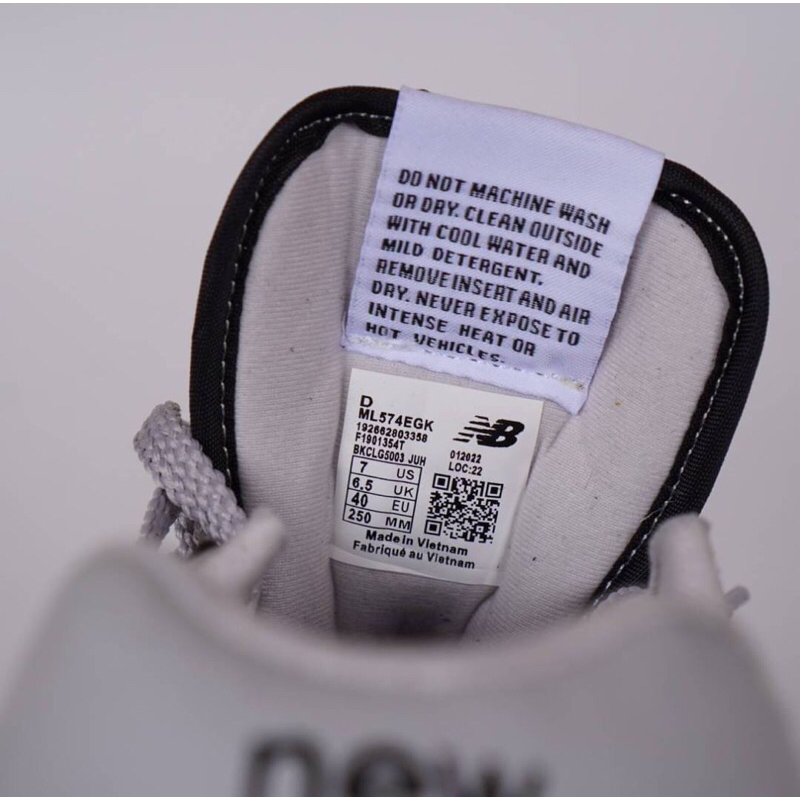 DO NOT MACHINE WASH
OR DRY. CLEAN OUTSIDE
WITH COOL WATER AND
MILD DETERGENT.
REMOVE INSERT AND AIR
DRY. NEVER EXPOSE TO
INTENSE HEAT OR
HOT VEHICLES.
D
ML574EGK
192662803358
F1901354T
BKCLG5003 JUH
012022
LOC:22
7 US
6.5 UK
40 EU
250 MM
Made in Vietnam
Fabriqué au Vietnam
new